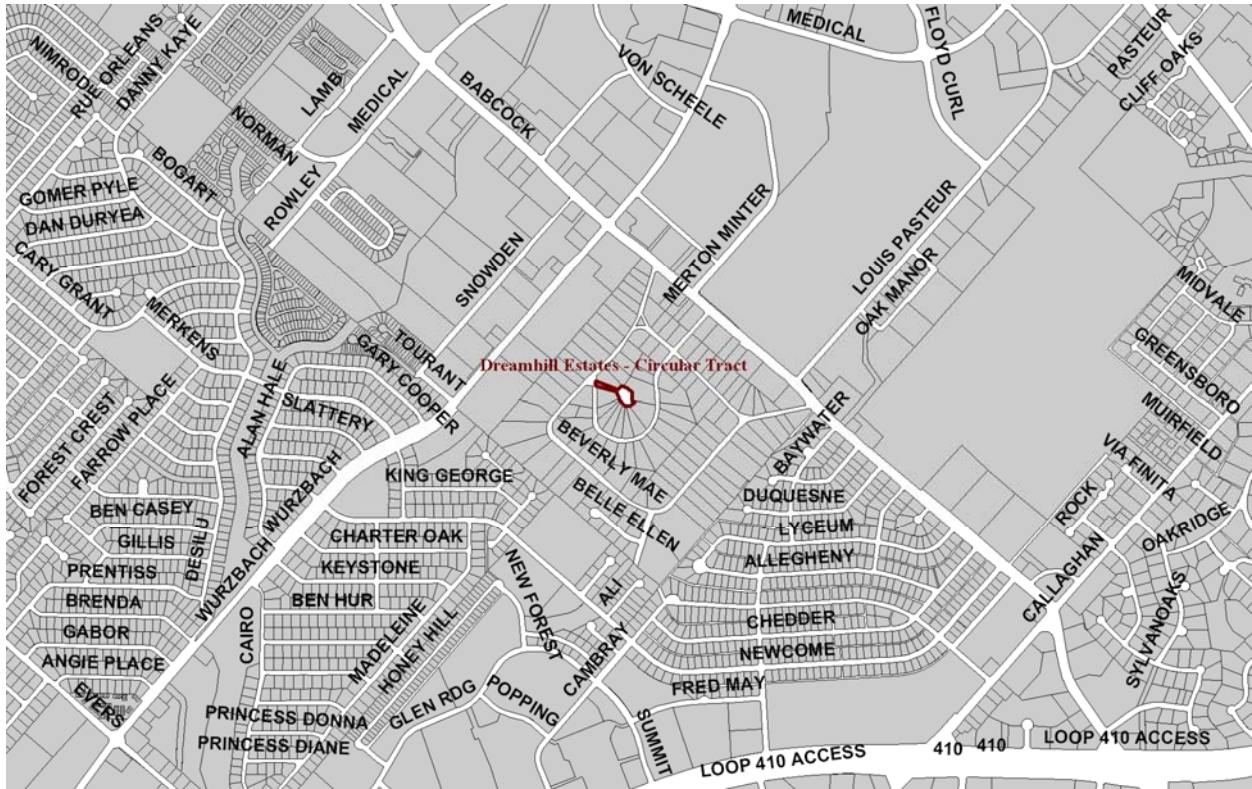 MEDICAL
FLOYD CURL
PASTEUR
CLIFF OAKS
RUE ORLEANS
DANNY KAYE
NIMROD
VON SCHEELE
LAMB
MEDICAL
BABCOCK
NORMAN
BOGART
ROWLEY
GOMER PYLE
DAN DURYEA
CARY GRANT
MERKENS
SNOWDEN
MERTON MINTER
LOUIS PASTEUR
OAK MANOR
MIDVALE
GREENSBORO
MUIRFIELD
VIA FINITA
TOURANT
GARY COOPER
Dreamhill Estates - Circular Tract
ALAN HALE
SLATTERY
FOREST CREST
FARROW PLACE
BEVERLY MAE
BAYWATER
KING GEORGE
BELLE ELLEN
DUQUESNE
ROCK
OAKRIDGE
BEN CASEY
WURZBACH
CHARTER OAK
LYCEUM
GILLIS
DESILU
KEYSTONE
NEW FOREST
ALLEGHENY
CALLAGHAN
PRENTISS
WURZBACH
BRENDA
BEN HUR
ALI
CHEDDER
SYLVANOAKS
GABOR
CAIRO
MADELEINE
HONEY HILL
CAMBRAY
NEWCOME
ANGIE PLACE
FRED MAY
EVERS
GLEN RDG
POPPING
PRINCESS DONNA
PRINCESS DIANE
SUMMIT
LOOP 410 ACCESS
410
410
LOOP 410 ACCESS